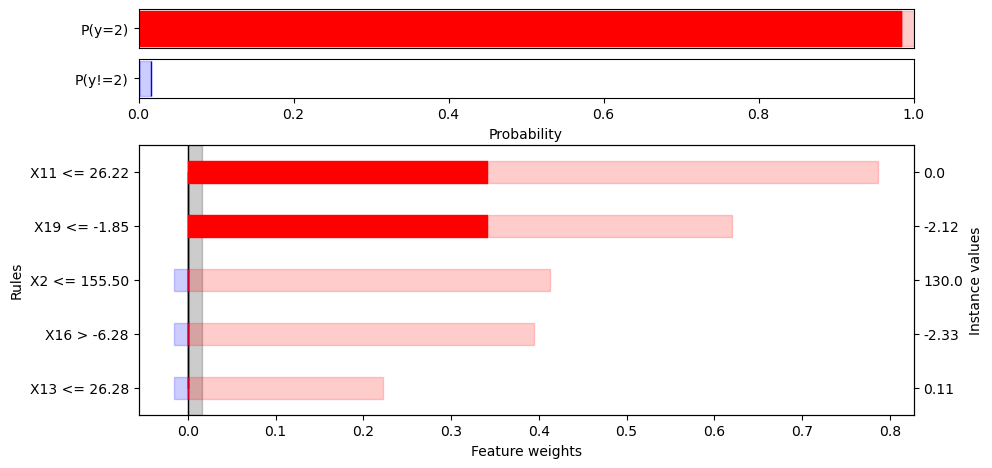 P(y=2)
P(y!=2)
0.0 0.2 0.4 0.6 0.8 1.0
Probability
X11 <= 26.22 0.0
X19 <= -1.85 -2.12
X2 <= 155.50 130.0
X16 > -6.28 -2.33
X13 <= 26.28 0.11
Rules
Instance values
0.0 0.1 0.2 0.3 0.4 0.5 0.6 0.7 0.8
Feature weights